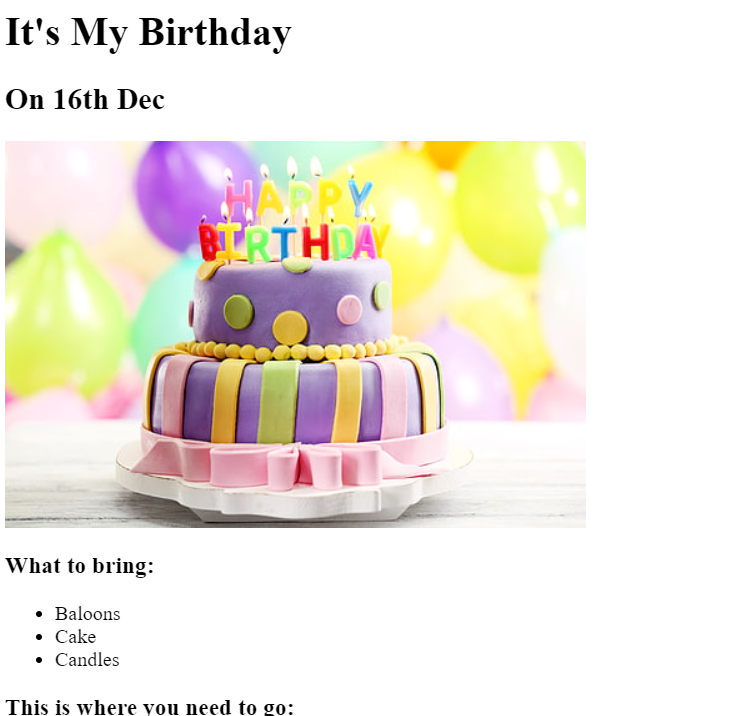 It's My Birthday
On 16th Dec
HAPPY
BIRTHDAY
What to bring:
Baloons
Cake
Candles
This is where you need to go: